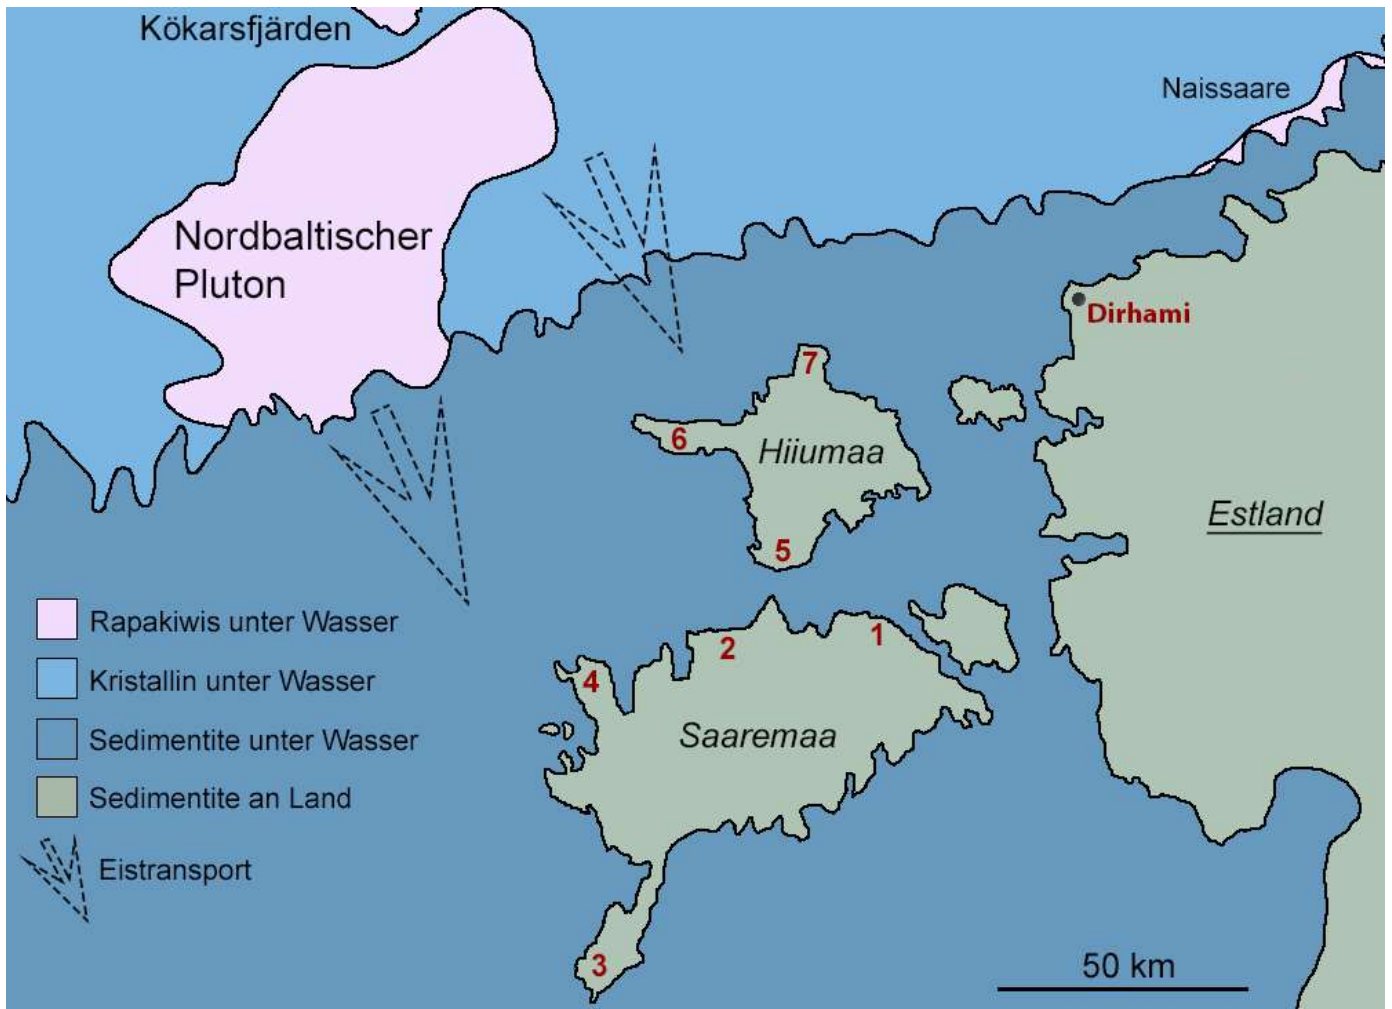 Kökarsfjärden
Naissaare
Nordbaltischer
Pluton
Dirhami
7
6
Hiiumaa
Estland
5
Rapakiwis unter Wasser
1
2
Kristallin unter Wasser
4
Sedimentite unter Wasser
Saaremaa
Sedimentite an Land
Eistransport
3
50 km